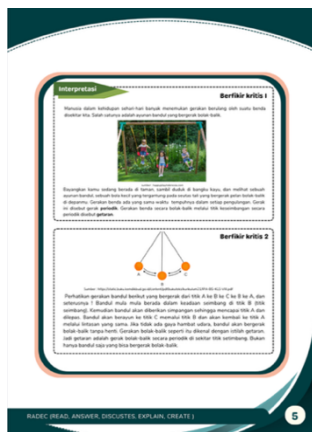 Interpretasi
Berfikir kritis 1
Manusia dalam kehidupan sehari-hari banyak menemukan gerakan berulang oleh suatu benda
disekitar kita. Salah satunya adalah ayunan bandul yang bergerak bolak-balik.
Bayangkan kamu sedang berada di taman, sambil duduk di bangku kayu, dan melihat sebuah
ayunan bandul, sebuah bola kecil yang tergantung pada seutas tali yang bergerak pelan bolak-balik
di depanmu. Gerakan benda ada yang sama waktu tempuhnya dalam setiap pengulangan. Gerak
ini disebut gerak periodik. Gerakan benda secara bolak-balik melalui titik keseimbangan secara
periodik disebut getaran.
Berfikir kritis 2
A
B
C
Perhatikan gerakan bandul berikut yang bergerak dari titik A ke B ke C ke B ke A, dan
seterusnya ! Bandul mula mula berada dalam keadaan seimbang di titik B (titik
seimbang). Kemudian bandul akan diberikan simpangan sehingga mencapai titik A dan
dilepas. Bandul akan berayun ke titik C memalui titik B dan akan kembali ke titik A
melalui lintasan yang sama. Jika tidak ada gaya hambat udara, bandul akan bergerak
bolak-balik tanpa henti. Gerakan bolak-balik seperti itu dikenal dengan istilah getaran.
Jadi getaran adalah gerak bolak-balik secara periodik di sekitar titik setimbang. Bukan
hanya bandul saja yang bisa bergerak bolak-balik.
RADEC (READ, ANSWER, DISCUSTES, EXPLAIN, CREATE )
5